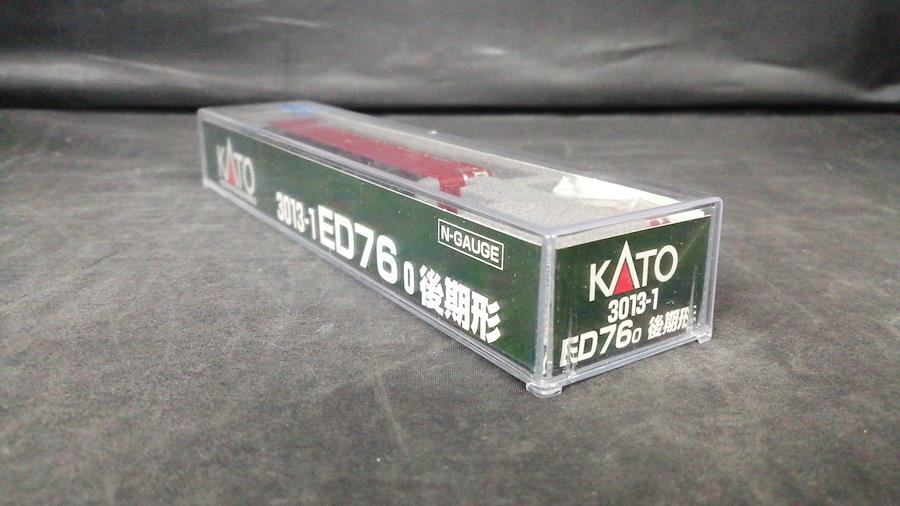 KATO
3013-1 ED76 0 後期形
N-GAUGE
KATO
3013-1
ED76 0 後期形